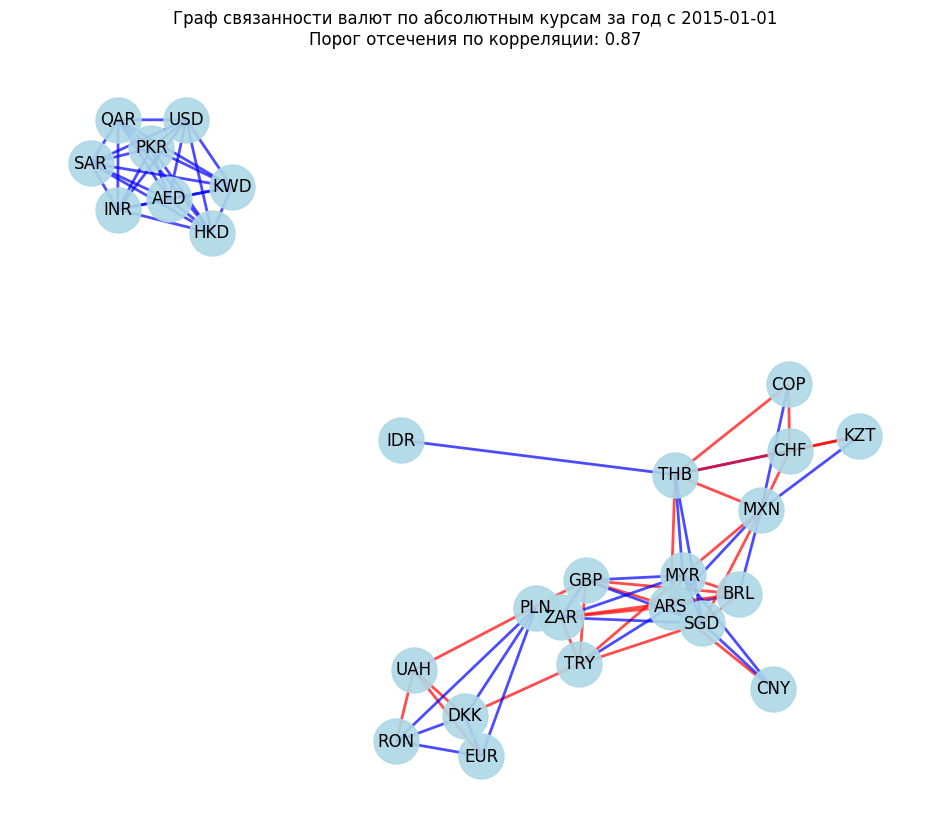 Граф связанности валют по абсолютным курсам за год с 2015-01-01
Порог отсечения по корреляции: 0.87
QAR
USD
PKR
SAR
KWD
AED
INR
HKD
COP
KZT
IDR
CHF
THB
MXN
MYR
GBP
BRL
PLN
ARS
ZAR
SGD
TRY
UAH
CNY
DKK
RON
EUR